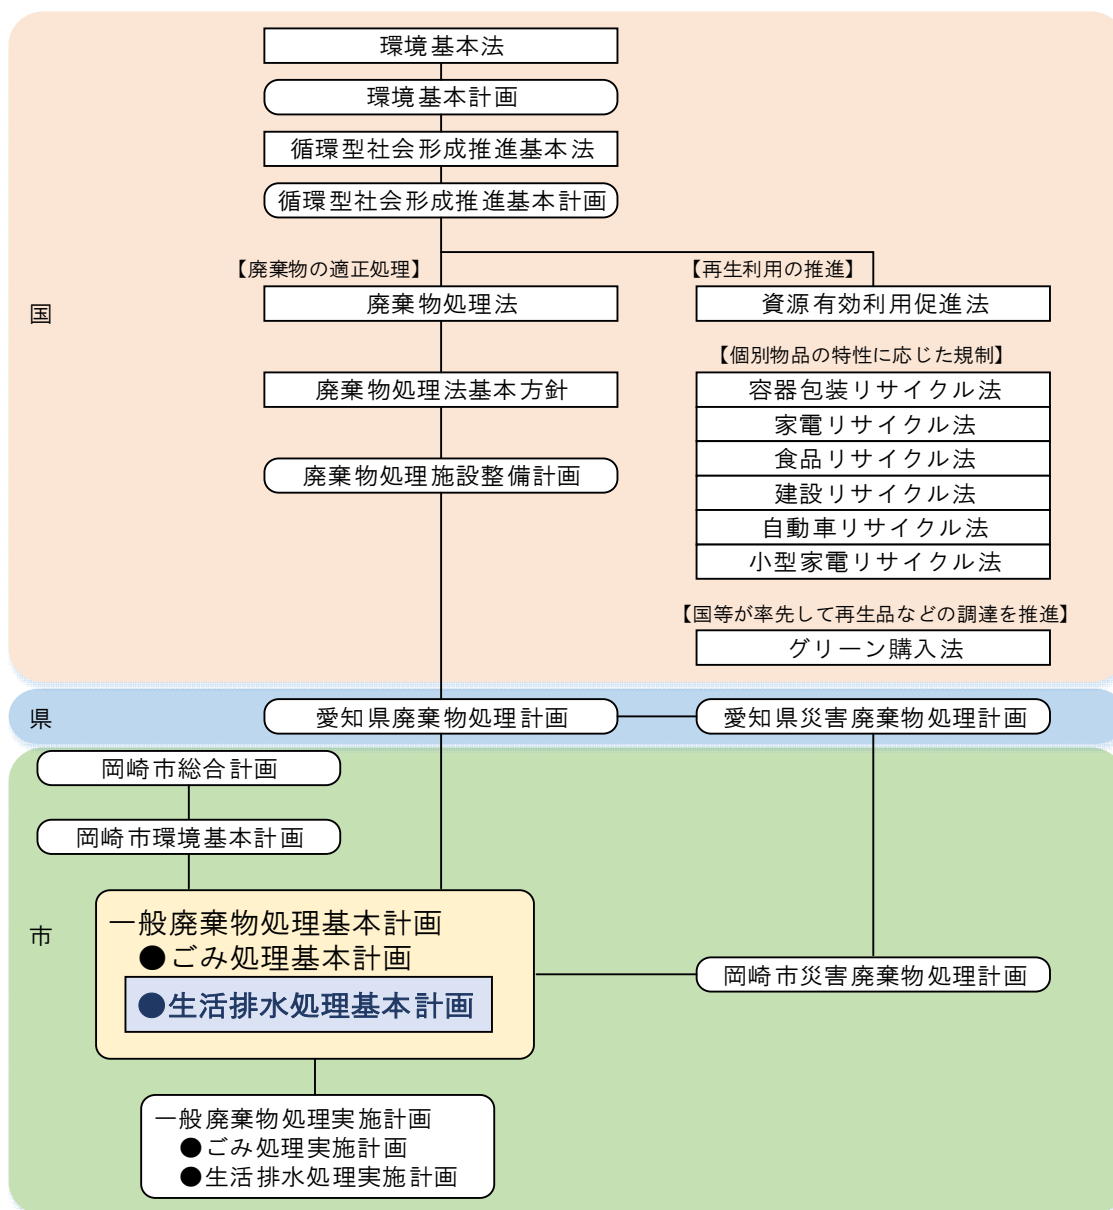 環境基本法
環境基本計画
循環型社会形成推進基本法
循環型社会形成推進基本計画
【廃棄物の適正処理】
【再生利用の推進】
国
廃棄物処理法
資源有効利用促進法
【個別物品の特性に応じた規制】
廃棄物処理法基本方針
容器包装リサイクル法
家電リサイクル法
食品リサイクル法
廃棄物処理施設整備計画
建設リサイクル法
自動車リサイクル法
小型家電リサイクル法
【国等が率先して再生品などの調達を推進】
グリーン購入法
県
愛知県廃棄物処理計画
愛知県災害廃棄物処理計画
岡崎市総合計画
岡崎市環境基本計画
市
一般廃棄物処理基本計画
●ごみ処理基本計画
●生活排水処理基本計画
岡崎市災害廃棄物処理計画
一般廃棄物処理実施計画
●ごみ処理実施計画
●生活排水処理実施計画